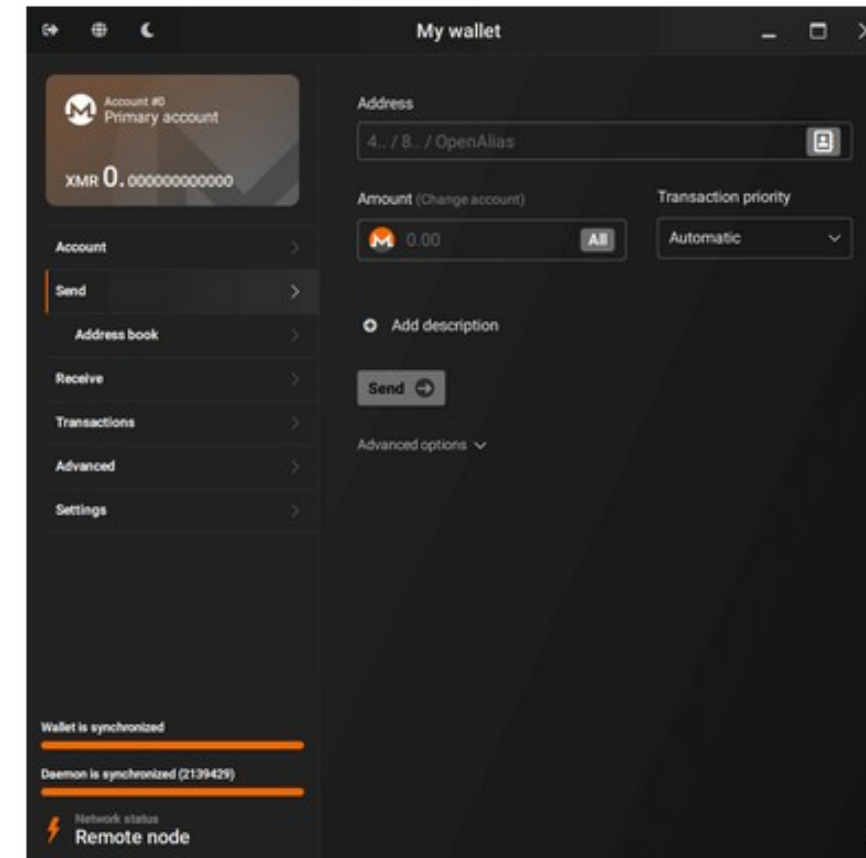 My wallet
Account #0
Primary account
XMR 0.000000000000
Account
Send
Address book
Receive
Transactions
Advanced
Settings
Wallet is synchronized
Daemon is synchronized (2139429)
Network status
Remote node
Address
4.. / 8.. / OpenAlias
Amount (Change account)
Transaction priority
0.00
All
Automatic
Add description
Send
Advanced options